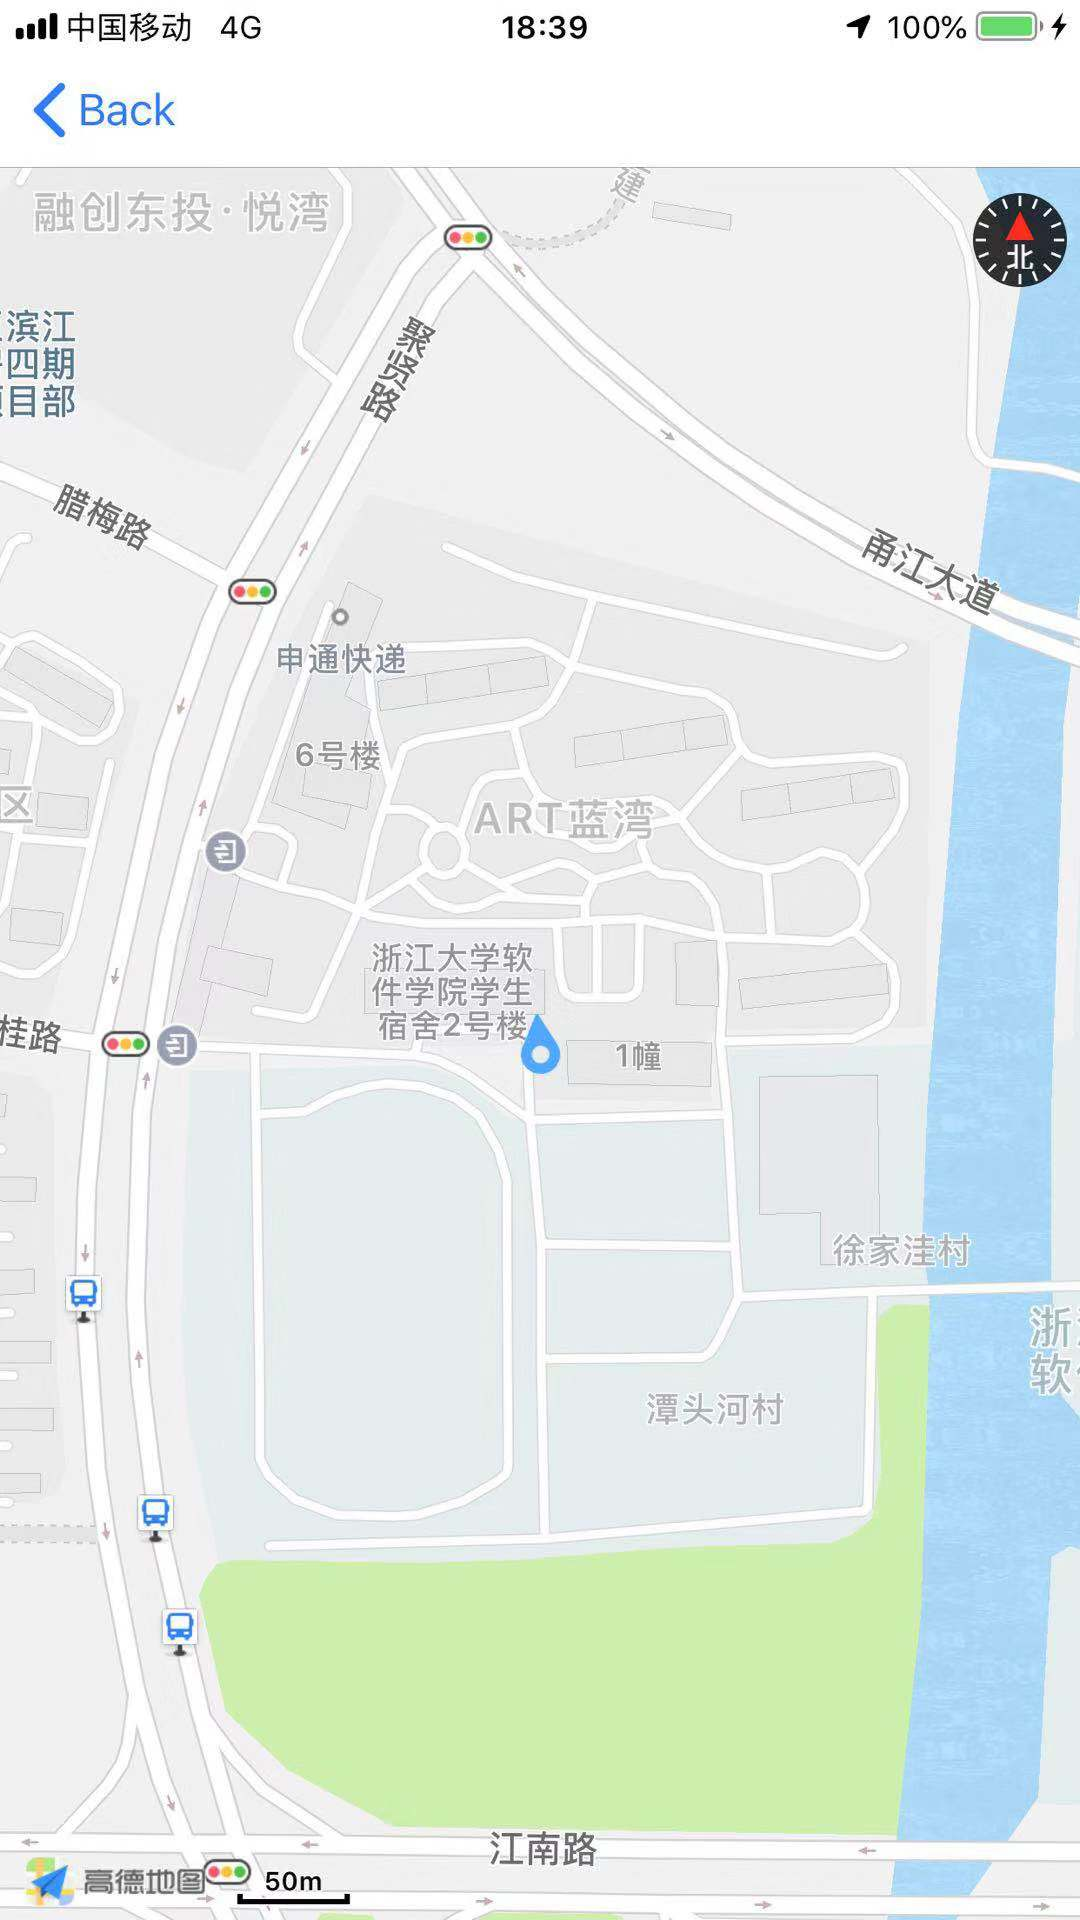 中国移动 4G 18:39 100%
Back
建
融创东投·悦湾
北
滨江
四期
目部
聚贤路
腊梅路
甬江大道
申通快递
6号楼
区
ART蓝湾
浙江大学软
件学院学生
宿舍2号楼
桂路
1幢
徐家洼村
浙
软
潭头河村
江南路
高德地图
50m